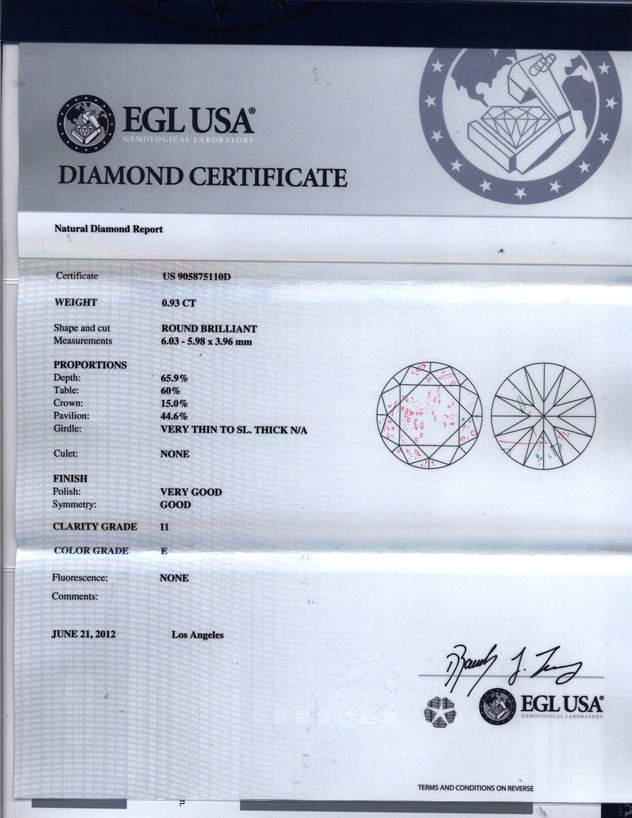 EGL USA®
GEMOLOGICAL LABORATORY
DIAMOND CERTIFICATE
Natural Diamond Report
Certificate US 905875110D
WEIGHT 0.93 CT
Shape and cut ROUND BRILLIANT
Measurements 6.03 - 5.98 x 3.96 mm
PROPORTIONS
Depth: 65.9%
Table: 60%
Crown: 15.0%
Pavilion: 44.6%
Girdle: VERY THIN TO SL. THICK N/A
Culet: NONE
FINISH
Polish: VERY GOOD
Symmetry: GOOD
CLARITY GRADE I1
COLOR GRADE E
Fluorescence: NONE
Comments:
JUNE 21, 2012 Los Angeles
EGL USA®
GEMOLOGICAL LABORATORY
TERMS AND CONDITIONS ON REVERSE